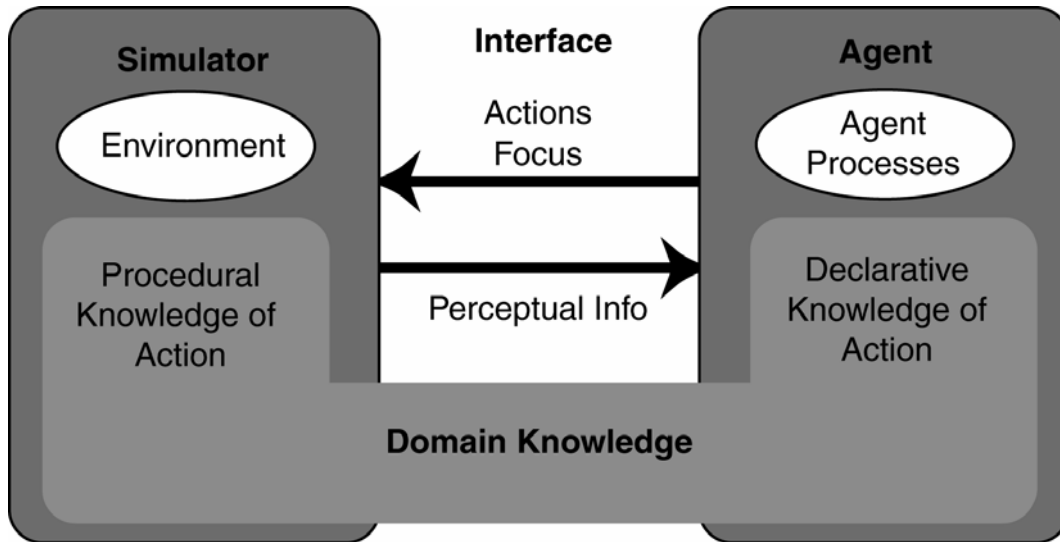 Simulator
Environment
Procedural
Knowledge of
Action
Interface
Actions
Focus
Perceptual Info
Agent
Agent
Processes
Declarative
Knowledge of
Action
Domain Knowledge